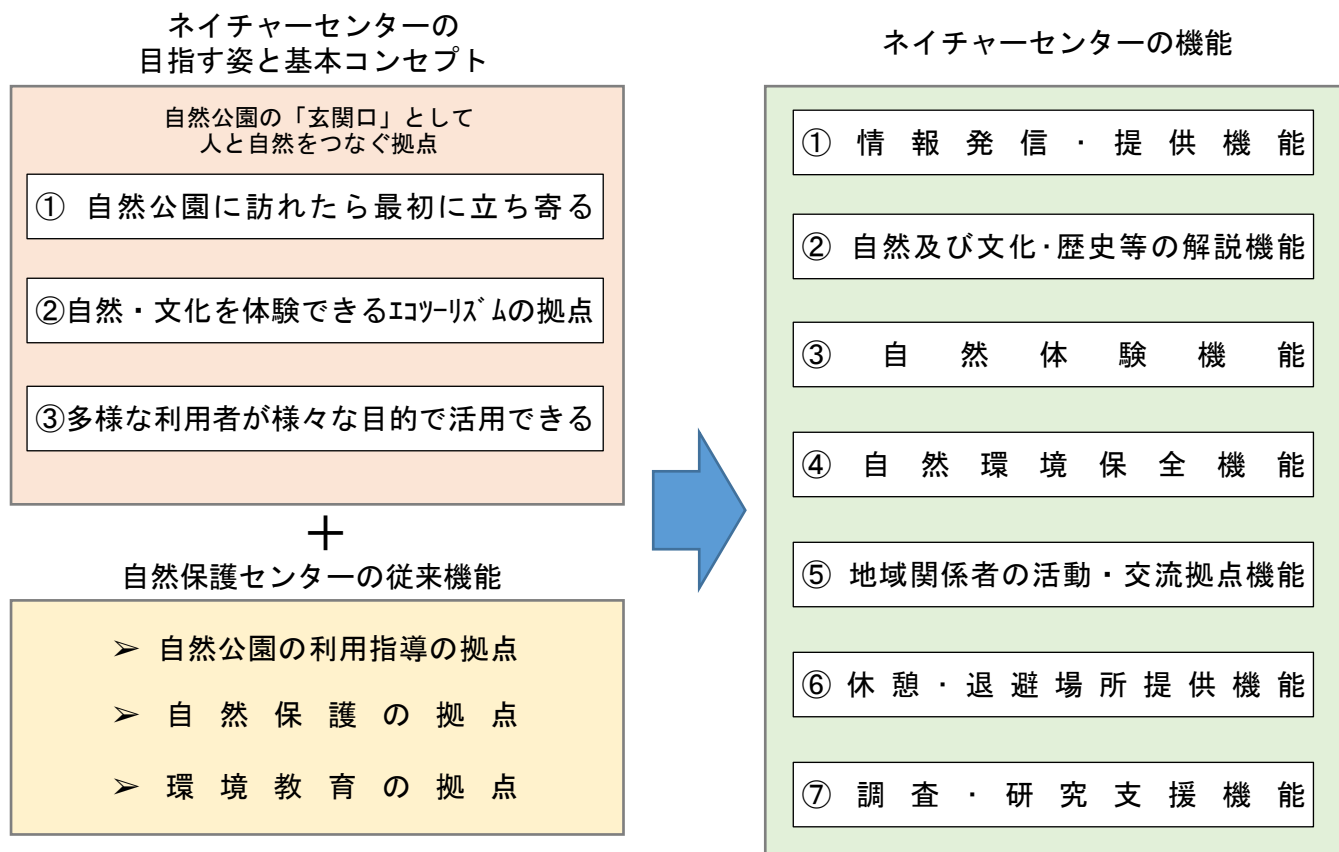 ネイチャーセンターの
目指す姿と基本コンセプト
自然公園の「玄関口」として
人と自然をつなぐ拠点
① 自然公園に訪れたら最初に立ち寄る
②自然・文化を体験できるｴｺﾂｰﾘｽﾞﾑの拠点
③多様な利用者が様々な目的で活用できる
＋
自然保護センターの従来機能
➢ 自然公園の利用指導の拠点
➢ 自然保護の拠点
➢ 環境教育の拠点
ネイチャーセンターの機能
① 情報発信・提供機能
② 自然及び文化・歴史等の解説機能
③ 自然体験機能
④ 自然環境保全機能
⑤ 地域関係者の活動・交流拠点機能
⑥ 休憩・退避場所提供機能
⑦ 調査・研究支援機能